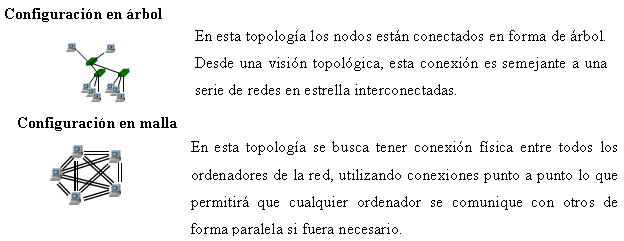 Configuración en árbol
En esta topología los nodos están conectados en forma de árbol.
Desde una visión topológica, esta conexión es semejante a una
serie de redes en estrella interconectadas.
Configuración en malla
En esta topología se busca tener conexión física entre todos los
ordenadores de la red, utilizando conexiones punto a punto lo que
permitirá que cualquier ordenador se comunique con otros de
forma paralela si fuera necesario.